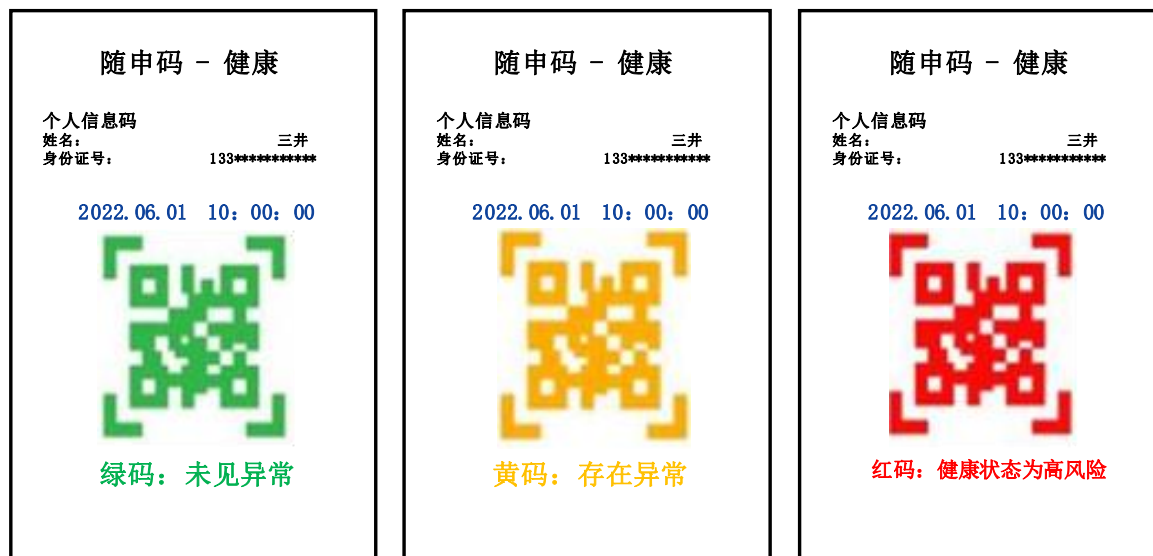 随申码 - 健康
个人信息码
姓名： 三井
身份证号： 133***********
2022.06.01 10：00：00
绿码：未见异常
随申码 - 健康
个人信息码
姓名： 三井
身份证号： 133***********
2022.06.01 10：00：00
黄码：存在异常
随申码 - 健康
个人信息码
姓名： 三井
身份证号： 133***********
2022.06.01 10：00：00
红码：健康状态为高风险